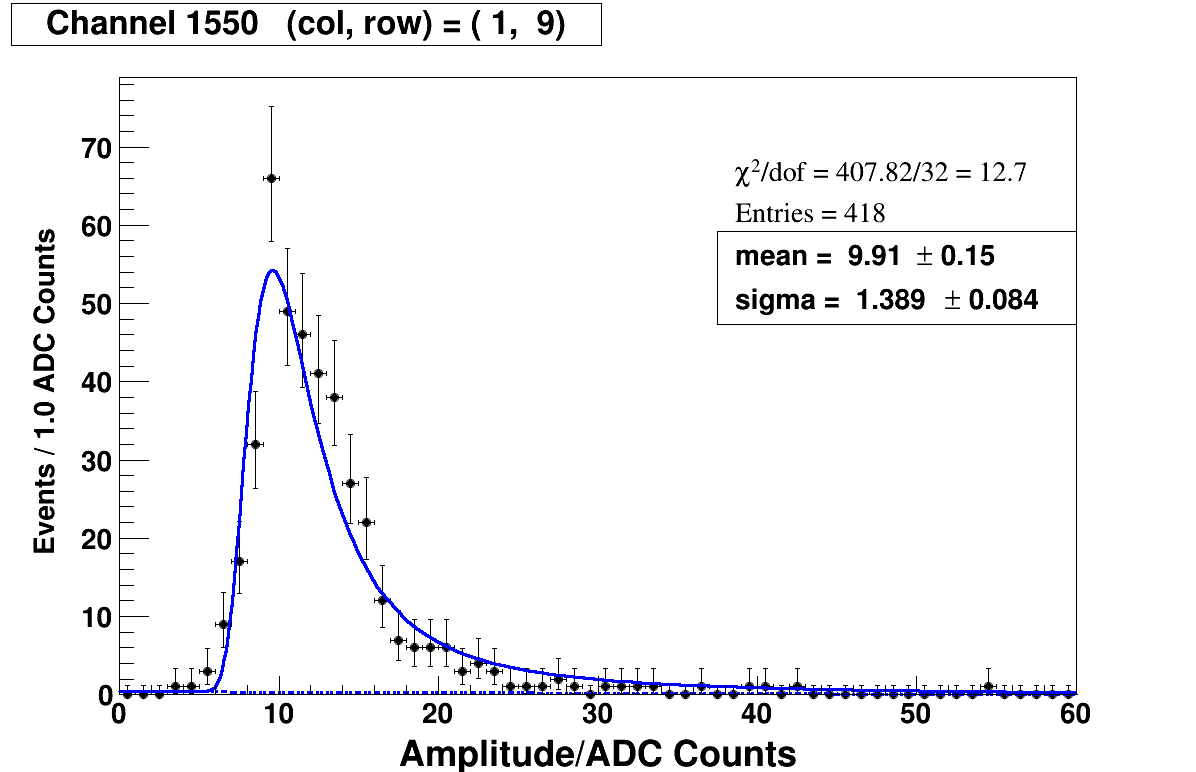 Channel 1550 (col, row) = ( 1, 9)
χ²/dof = 407.82/32 = 12.7
Entries = 418
mean = 9.91 ± 0.15
sigma = 1.389 ± 0.084
Events / 1.0 ADC Counts
70
60
50
40
30
20
10
0
0 10 20 30 40 50 60
Amplitude/ADC Counts